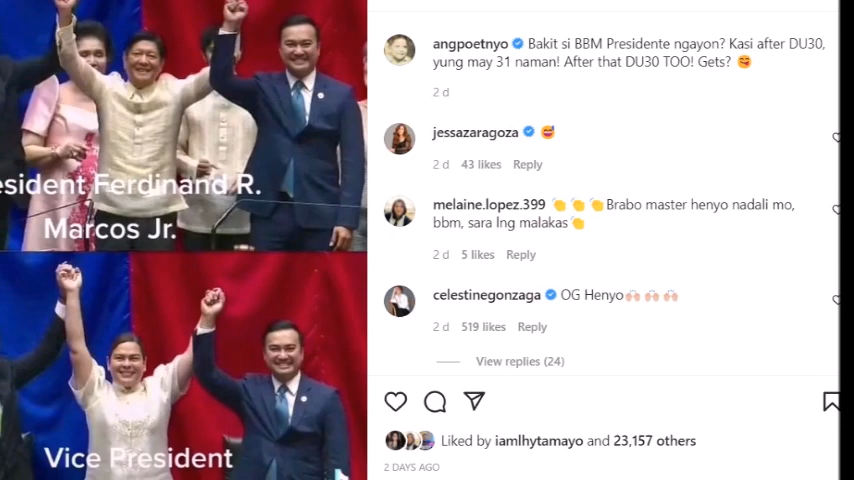 esident Ferdinand R.
Marcos Jr.
Vice President
angpoetnyo Bakit si BBM Presidente ngayon? Kasi after DU30,
yung may 31 naman! After that DU30 TOO! Gets? 🥰
2 d
jessazaragoza 😅
2 d 43 likes Reply
melaine.lopez.399 👏👏👏Brabo master henyo nadali mo,
bbm, sara lng malakas👏
2 d 5 likes Reply
celestinegonzaga OG Henyo🙌🏻🙌🏻🙌🏻
2 d 519 likes Reply
View replies (24)
Liked by iamlhytamayo and 23,157 others
2 DAYS AGO